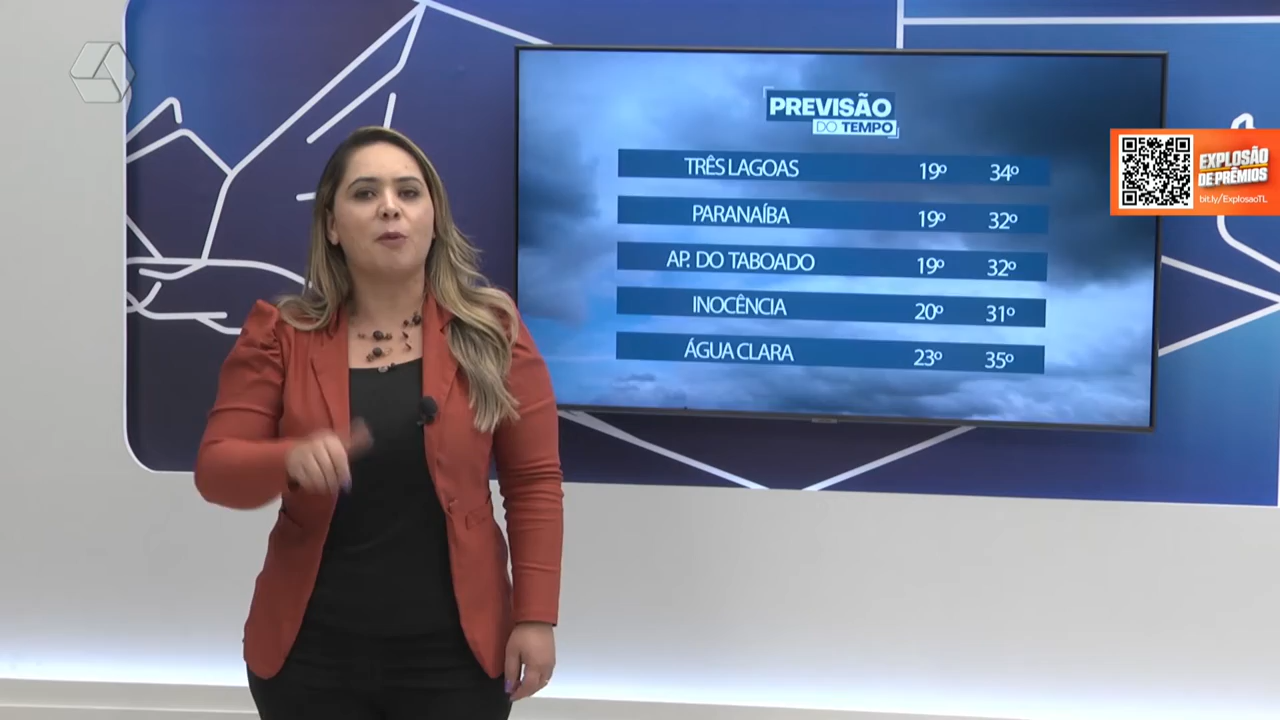 PREVISÃO
DO TEMPO
TRÊS LAGOAS 19º 34º
PARANAÍBA 19º 32º
AP. DO TABOADO 19º 32º
INOCÊNCIA 20º 31º
ÁGUA CLARA 23º 35º
EXPLOSÃO
DE PRÊMIOS
bit.ly/ExplosaoTL